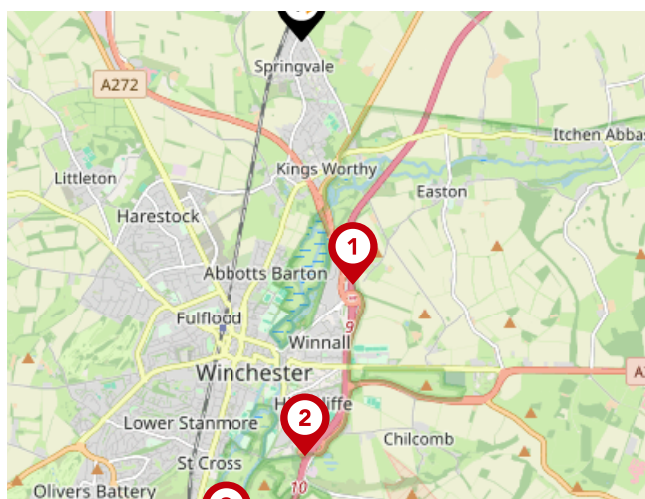 Springvale
A272
Itchen Abbas
Kings Worthy
Littleton
Easton
Harestock
1
Abbotts Barton
9
Fulflood
Winnall
Winchester
2
Lower Stanmore
Chilcomb
St Cross
Olivers Battery
10